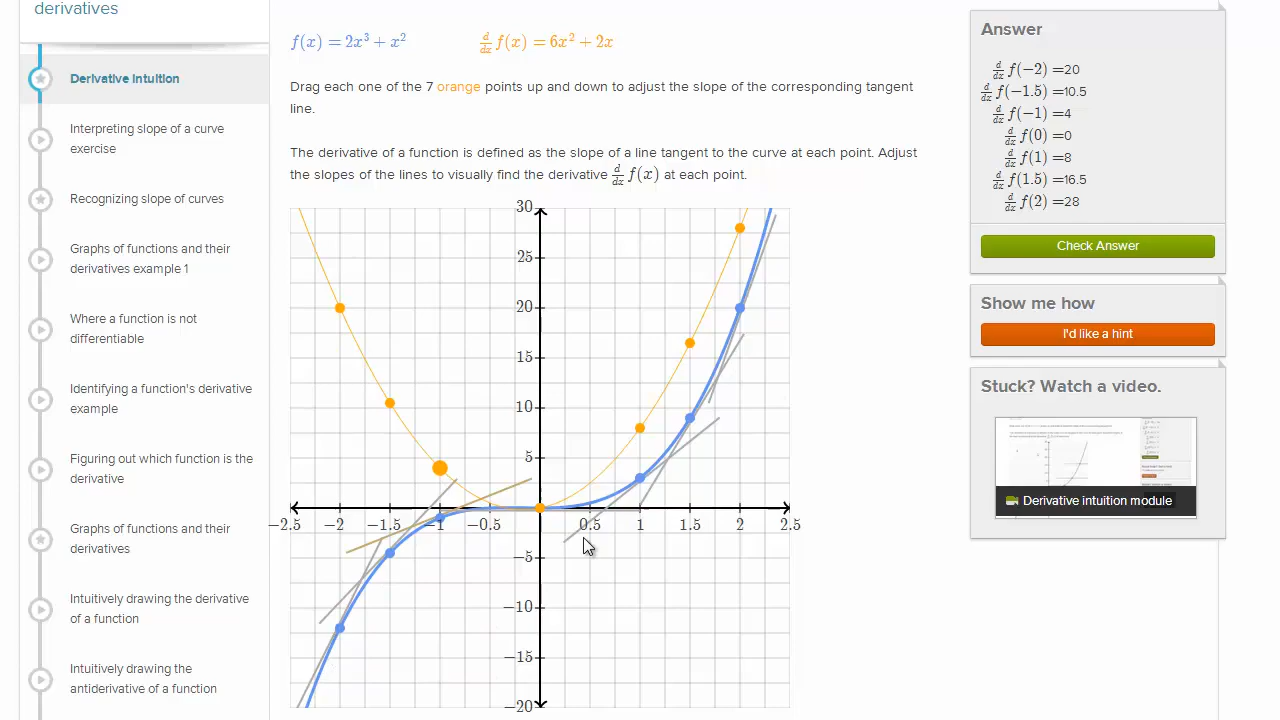 derivatives
Derivative intuition
Interpreting slope of a curve
exercise
Recognizing slope of curves
Graphs of functions and their
derivatives example 1
Where a function is not
differentiable
Identifying a function's derivative
example
Figuring out which function is the
derivative
Graphs of functions and their
derivatives
Intuitively drawing the derivative
of a function
Intuitively drawing the
antiderivative of a function
f(x) = 2x³ + x²
d/dx f(x) = 6x² + 2x
Drag each one of the 7 orange points up and down to adjust the slope of the corresponding tangent
line.
The derivative of a function is defined as the slope of a line tangent to the curve at each point. Adjust
the slopes of the lines to visually find the derivative d/dx f(x) at each point.
30
25
20
15
10
5
−2.5 −2 −1.5 −1 −0.5 0.5 1 1.5 2 2.5
−5
−10
−15
−20
Answer
d/dx f(−2) =20
d/dx f(−1.5) =10.5
d/dx f(−1) =4
d/dx f(0) =0
d/dx f(1) =8
d/dx f(1.5) =16.5
d/dx f(2) =28
Check Answer
Show me how
I'd like a hint
Stuck? Watch a video.
Derivative intuition module